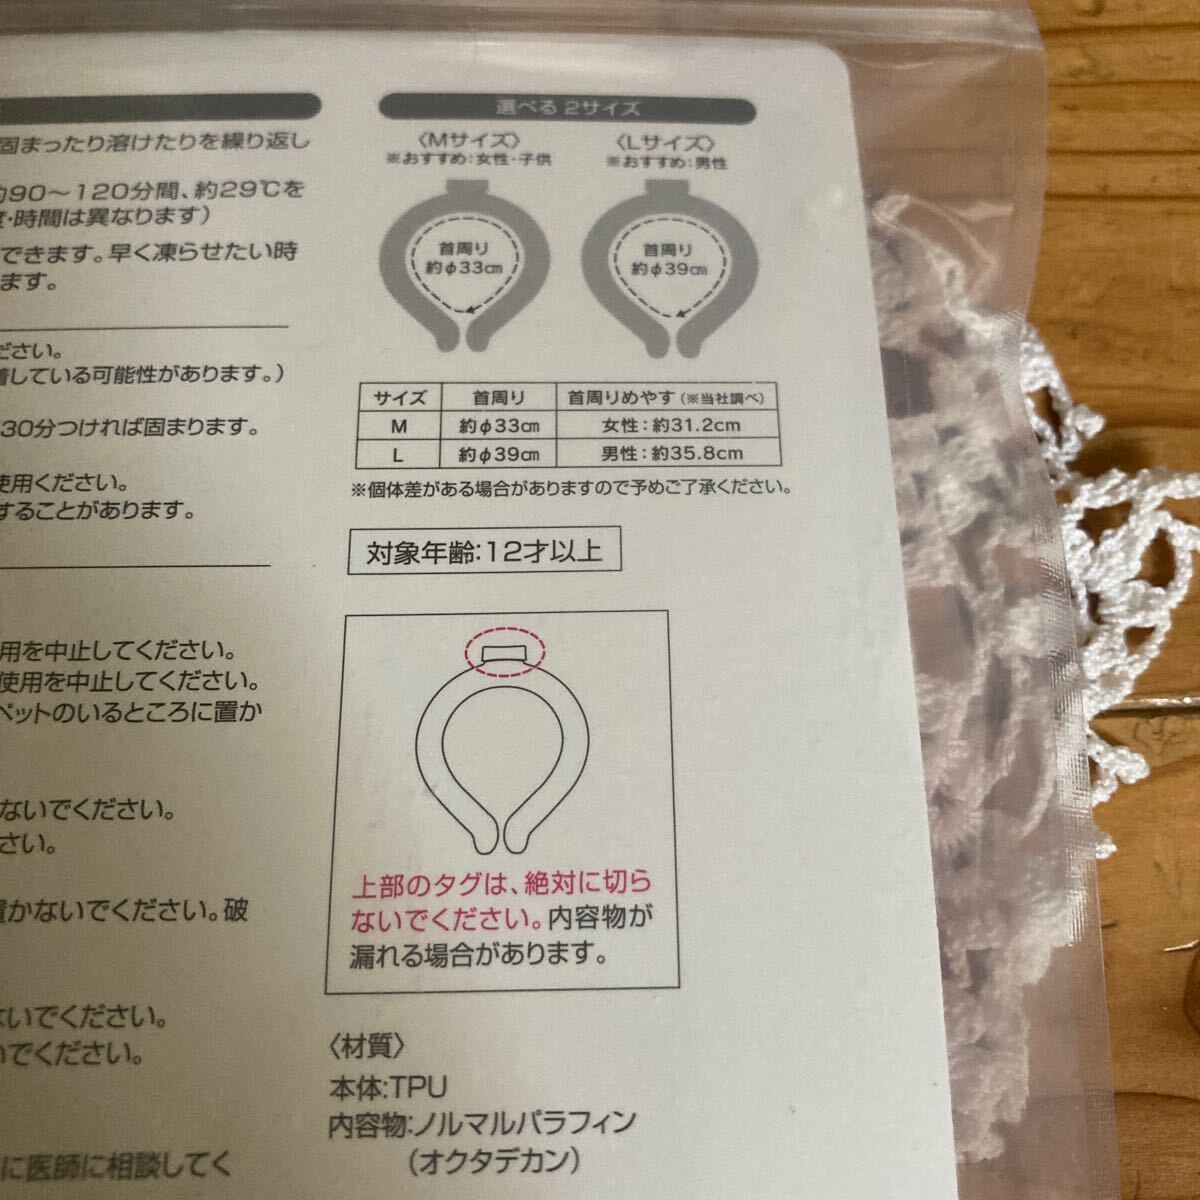 固まったり溶けたりを繰り返し
約90～120分間、約29℃を
度・時間は異なります）
できます。早く凍らせたい時
ます。
ださい。
着している可能性があります。）
30分つければ固まります。
使用ください。
することがあります。
用を中止してください。
使用を中止してください。
ペットのいるところに置か
ないでください。
さい。
置かないでください。破
ないでください。
いでください。
に医師に相談してく
選べる 2サイズ
〈Mサイズ〉
※おすすめ：女性・子供
首周り
約φ33㎝
〈Lサイズ〉
※おすすめ：男性
首周り
約φ39㎝
サイズ 首周り 首周りめやす（※当社調べ）
M 約φ33㎝ 女性：約31.2cm
L 約φ39㎝ 男性：約35.8cm
※個体差がある場合がありますので予めご了承ください。
対象年齢：12才以上
上部のタグは、絶対に切ら
ないでください。内容物が
漏れる場合があります。
〈材質〉
本体：TPU
内容物：ノルマルパラフィン
（オクタデカン）